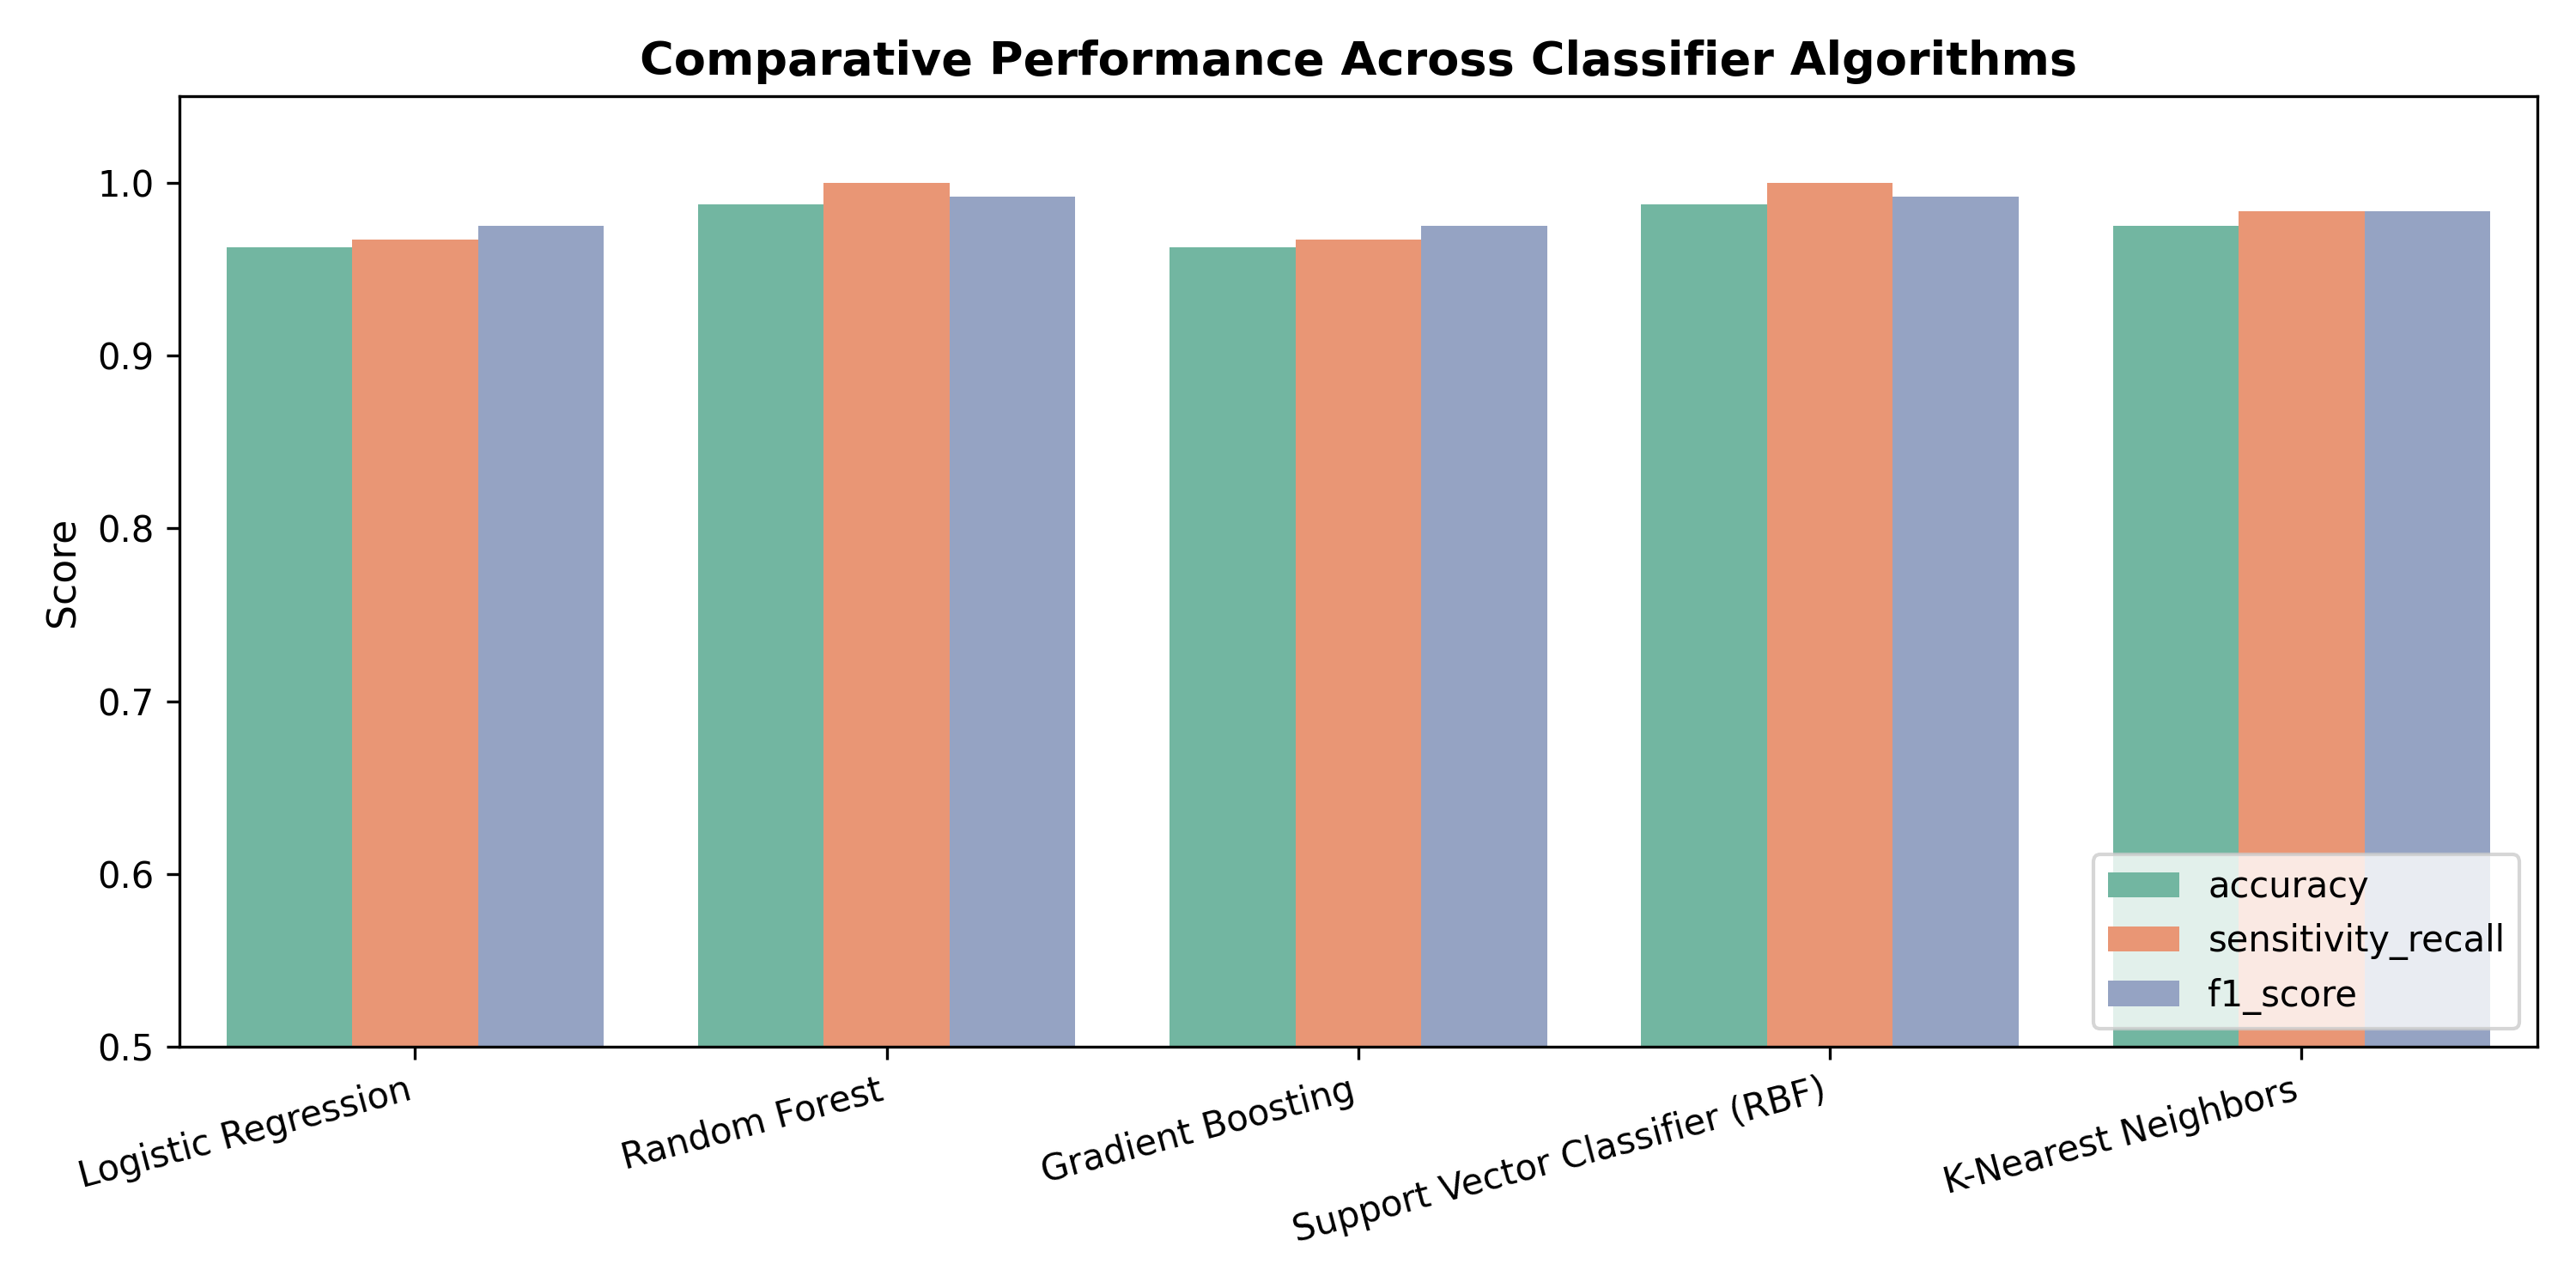 Comparative Performance Across Classifier Algorithms
Score
1.0
0.9
0.8
0.7
0.6
0.5
accuracy
sensitivity_recall
f1_score
Logistic Regression
Random Forest
Gradient Boosting
Support Vector Classifier (RBF)
K-Nearest Neighbors